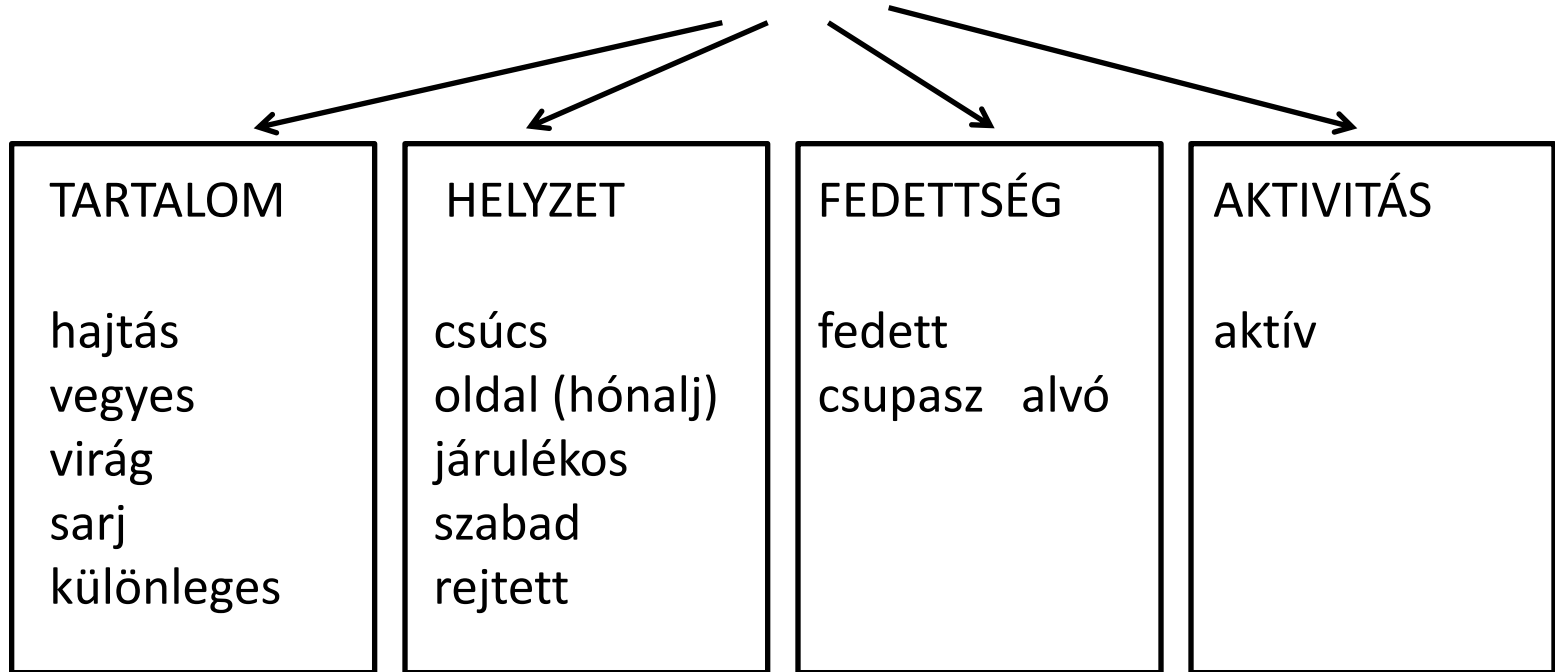 TARTALOM
hajtás
vegyes
virág
sarj
különleges
HELYZET
csúcs
oldal (hónalj)
járulékos
szabad
rejtett
FEDETTSÉG
fedett
csupasz alvó
AKTIVITÁS
aktív